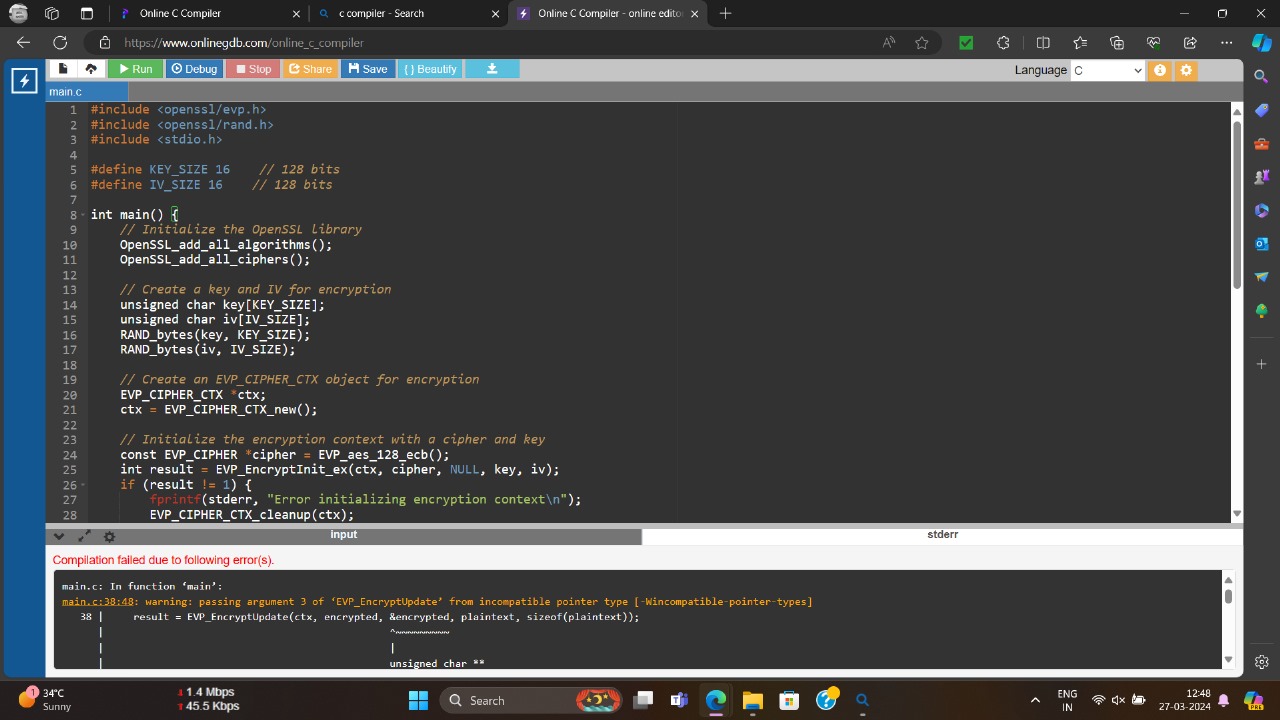 Online C Compiler
c compiler - Search
Online C Compiler - online edito
https://www.onlinegdb.com/online_c_compiler
Run Debug Stop Share Save { } Beautify
Language C
main.c
1 #include <openssl/evp.h>
2 #include <openssl/rand.h>
3 #include <stdio.h>
4
5 #define KEY_SIZE 16 // 128 bits
6 #define IV_SIZE 16 // 128 bits
7
8 int main() {
9 // Initialize the OpenSSL library
10 OpenSSL_add_all_algorithms();
11 OpenSSL_add_all_ciphers();
12
13 // Create a key and IV for encryption
14 unsigned char key[KEY_SIZE];
15 unsigned char iv[IV_SIZE];
16 RAND_bytes(key, KEY_SIZE);
17 RAND_bytes(iv, IV_SIZE);
18
19 // Create an EVP_CIPHER_CTX object for encryption
20 EVP_CIPHER_CTX *ctx;
21 ctx = EVP_CIPHER_CTX_new();
22
23 // Initialize the encryption context with a cipher and key
24 const EVP_CIPHER *cipher = EVP_aes_128_ecb();
25 int result = EVP_EncryptInit_ex(ctx, cipher, NULL, key, iv);
26 if (result != 1) {
27 fprintf(stderr, "Error initializing encryption context\n");
28 EVP_CIPHER_CTX_cleanup(ctx);
input
stderr
Compilation failed due to following error(s).
main.c: In function ‘main’:
main.c:38:48: warning: passing argument 3 of ‘EVP_EncryptUpdate’ from incompatible pointer type [-Wincompatible-pointer-types]
38 | result = EVP_EncryptUpdate(ctx, encrypted, &encrypted, plaintext, sizeof(plaintext));
| ^~~~~~~~~~
| |
| unsigned char **
1
34°C
Sunny
1.4 Mbps
45.5 Kbps
Search
ENG
IN
12:48
27-03-2024
PRE